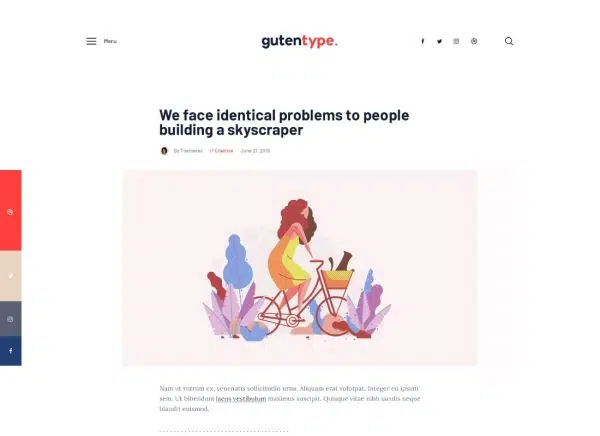 Menu
gutentype.
We face identical problems to people
building a skyscraper
By Themerex // Creative June 21, 2018
Nam ut rutrum ex, venenatis sollicitudin urna. Aliquam erat volutpat. Integer eu ipsum
sem. Ut bibendum lacus vestibulum maximus suscipit. Quisque vitae nibh iaculis neque
blandit euismod.